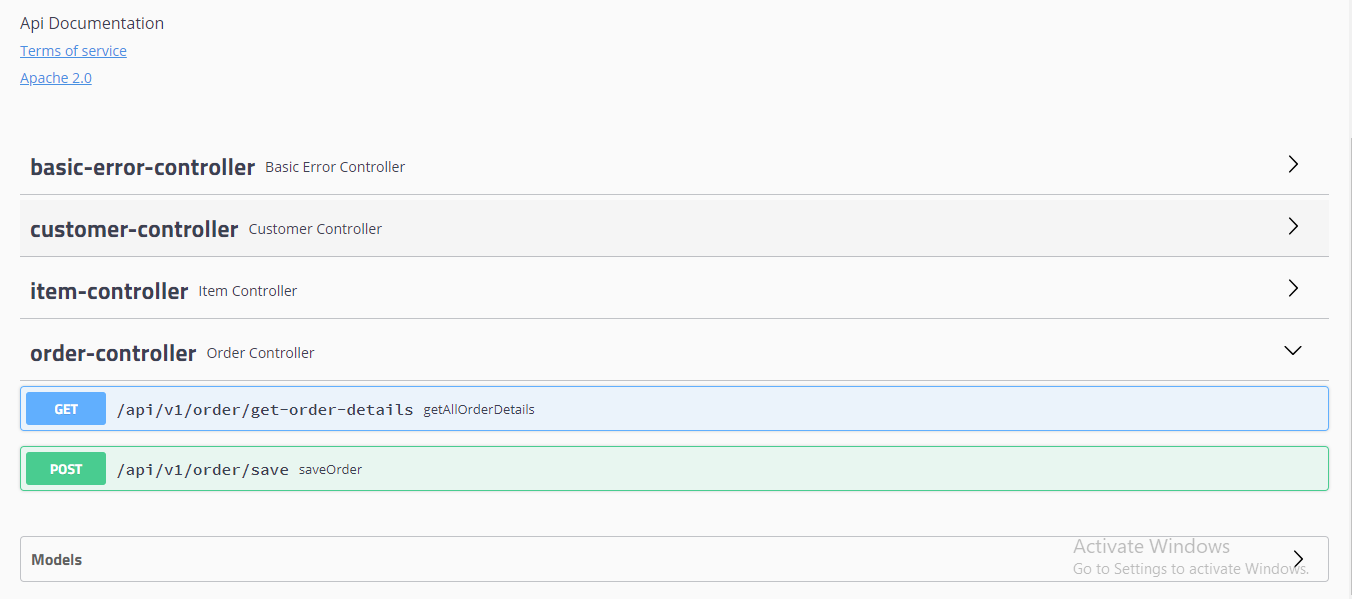 Api Documentation
Terms of service
Apache 2.0
basic-error-controller Basic Error Controller
customer-controller Customer Controller
item-controller Item Controller
order-controller Order Controller
GET /api/v1/order/get-order-details getAllOrderDetails
POST /api/v1/order/save saveOrder
Models
Activate Windows
Go to Settings to activate Windows.